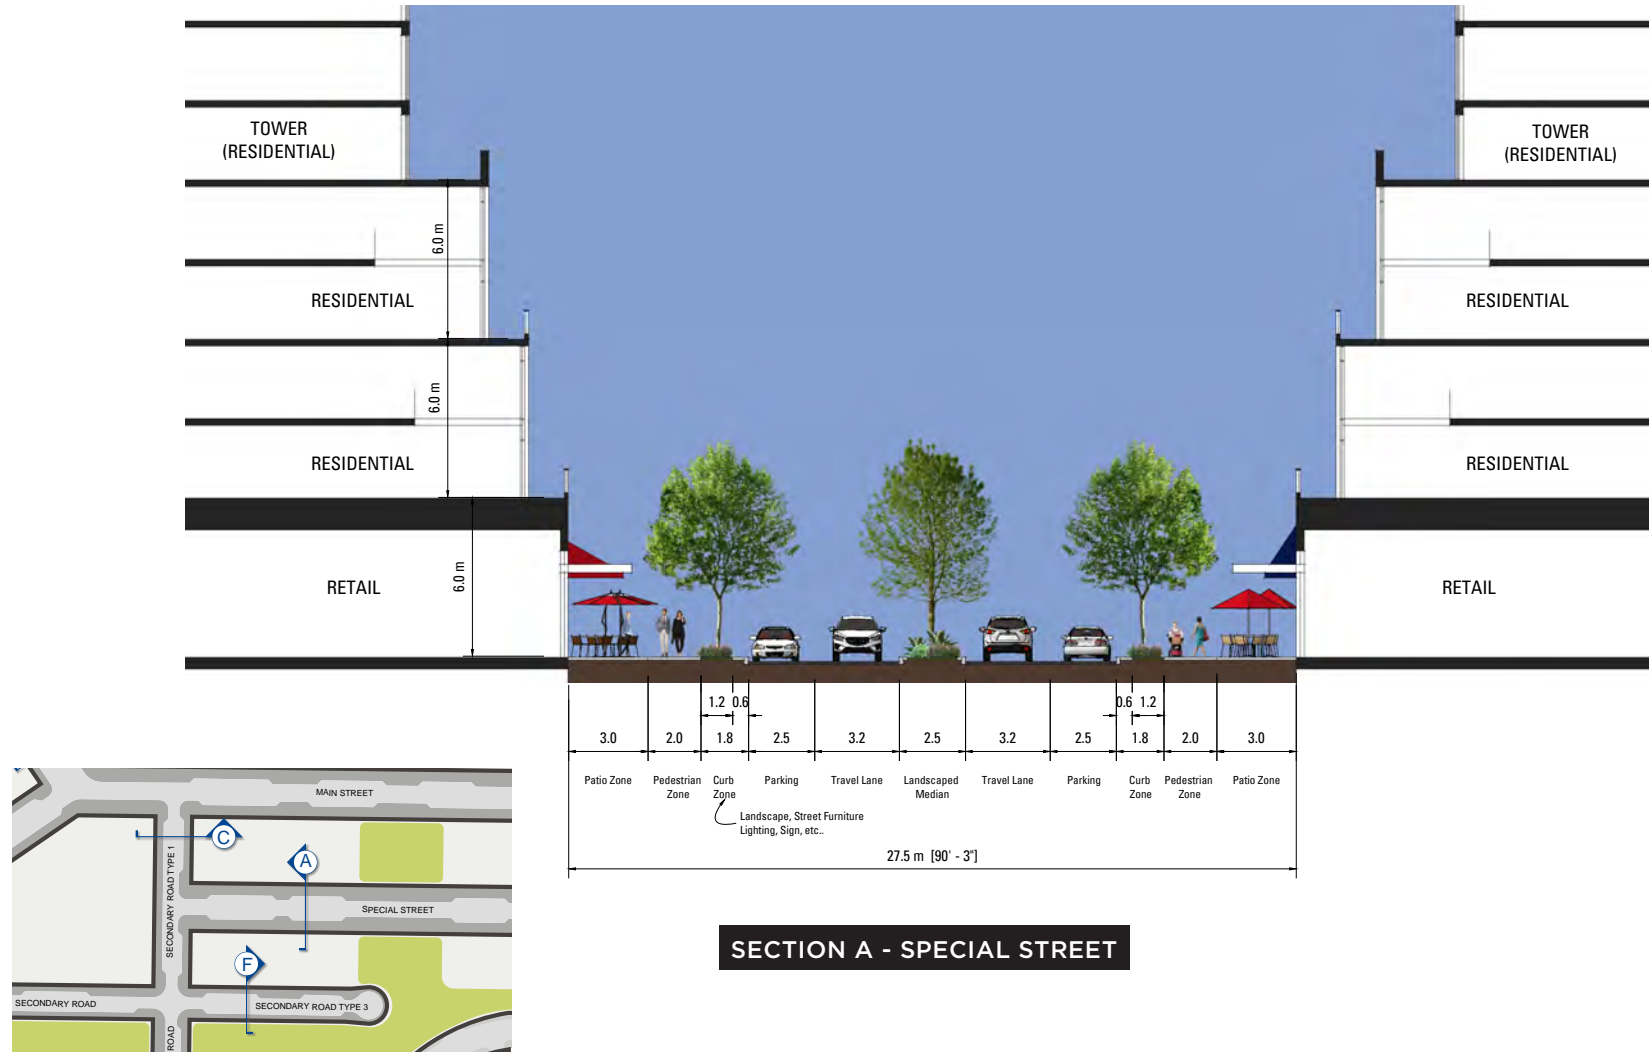 TOWER
(RESIDENTIAL)
TOWER
(RESIDENTIAL)
6.0 m
RESIDENTIAL
RESIDENTIAL
6.0 m
RESIDENTIAL
RESIDENTIAL
6.0 m
RETAIL
RETAIL
1.2 0.6
0.6 1.2
3.0 2.0 1.8 2.5 3.2 2.5 3.2 2.5 1.8 2.0 3.0
Patio Zone
Pedestrian
Zone
Curb
Zone
Parking
Travel Lane
Landscaped
Median
Travel Lane
Parking
Curb
Zone
Pedestrian
Zone
Patio Zone
Landscape, Street Furniture
Lighting, Sign, etc..
27.5 m [90' - 3"]
SECTION A - SPECIAL STREET
MAIN STREET
C
A
SECONDARY ROAD TYPE 1
SPECIAL STREET
F
SECONDARY ROAD
SECONDARY ROAD TYPE 3
ROAD